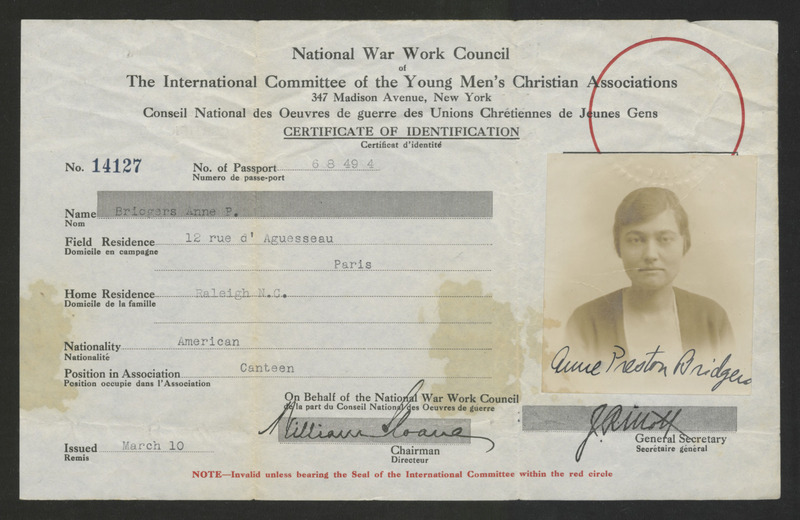 National War Work Council
of
The International Committee of the Young Men's Christian Associations
347 Madison Avenue, New York
Conseil National des Oeuvres de guerre des Unions Chrétiennes de Jeunes Gens
CERTIFICATE OF IDENTIFICATION
Certificat d'identité
No. 14127 No. of Passport 6 8 49 4
Numero de passe-port
Name Briogers Anne P.
Nom
Field Residence 12 rue d' Aguesseau
Domicile en campagne
Paris
Home Residence Raleigh N.C.
Domicile de la famille
Nationality American
Nationalité
Position in Association Canteen
Position occupie dans l'Association
Anne Preston Bridgers
On Behalf of the National War Work Council
de la part du Conseil National des Oeuvres de guerre
William Sloane
Chairman
Directeur
J.R. Mott
General Secretary
Secrétaire général
Issued March 10
Remis
NOTE—Invalid unless bearing the Seal of the International Committee within the red circle